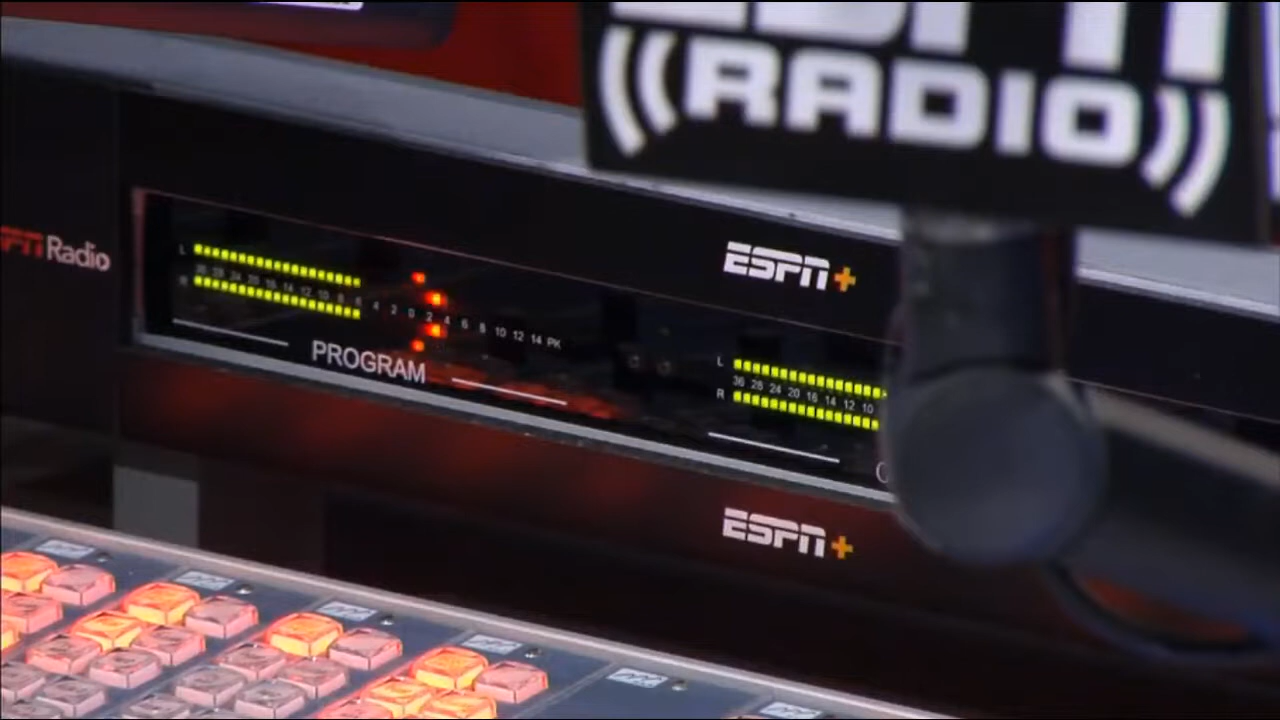 ESPN
RADIO
ESPN Radio
ESPN+
L
36 28 24 20 16 14 12 10 8 6 4 2 0 2 4 6 8 10 12 14 PK
R
PROGRAM
L
36 28 24 20 16 14 12 10
R
ESPN+